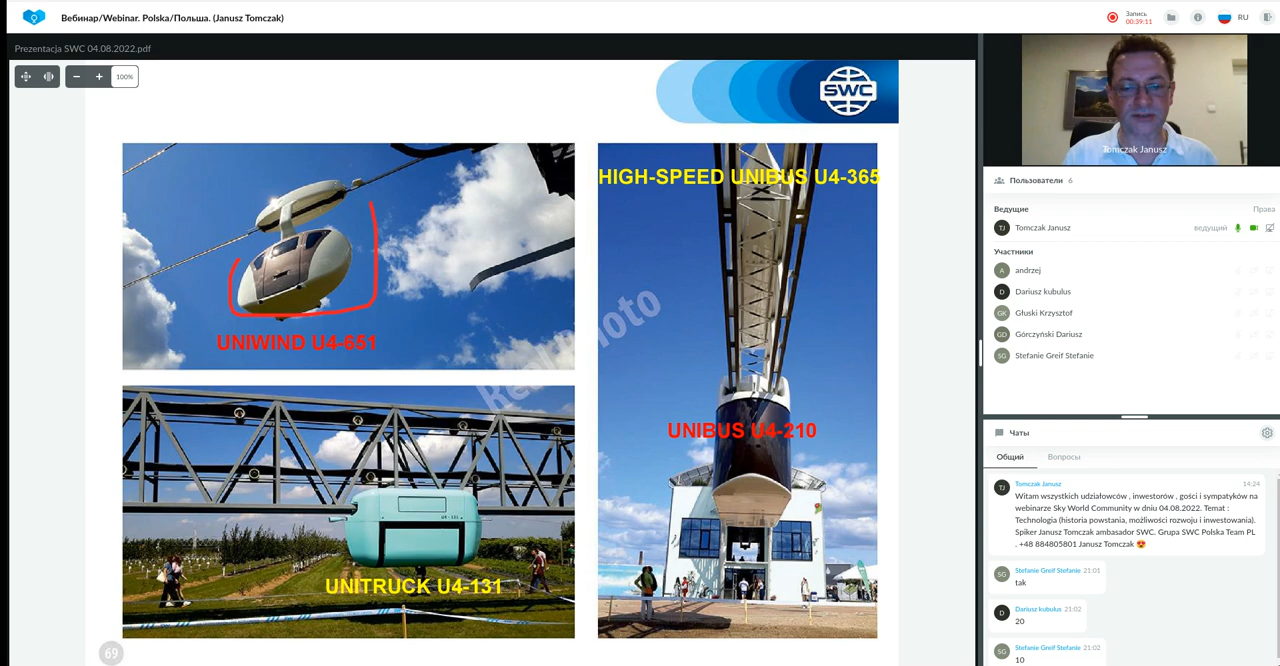 Вебинар/Webinar. Polska/Польша. (Janusz Tomczak)
Запись
00:39:11
RU
Prezentacja SWC 04.08.2022.pdf
100%
SWC
UNIWIND U4-651
HIGH-SPEED UNIBUS U4-365
UNIBUS U4-210
UNITRUCK U4-131
69
Tomczak Janusz
Пользователи 6
Ведущие
Права
TJ
Tomczak Janusz
ведущий
Участники
A
andrzej
D
Dariusz kubulus
GK
Głuski Krzysztof
GD
Górczyński Dariusz
SG
Stefanie Greif Stefanie
Чаты
Общий
Вопросы
TJ
Tomczak Janusz
14:24
Witam wszystkich udziałowców , inwestorów , gości i sympatyków na
webinarze Sky World Community w dniu 04.08.2022. Temat :
Technologia (historia powstania, możliwości rozwoju i inwestowania).
Spiker Janusz Tomczak ambasador SWC. Grupa SWC Polska Team PL
. +48 884805801 Janusz Tomczak 😍
SG
Stefanie Greif Stefanie 21:01
tak
D
Dariusz kubulus 21:02
20
SG
Stefanie Greif Stefanie 21:02
10